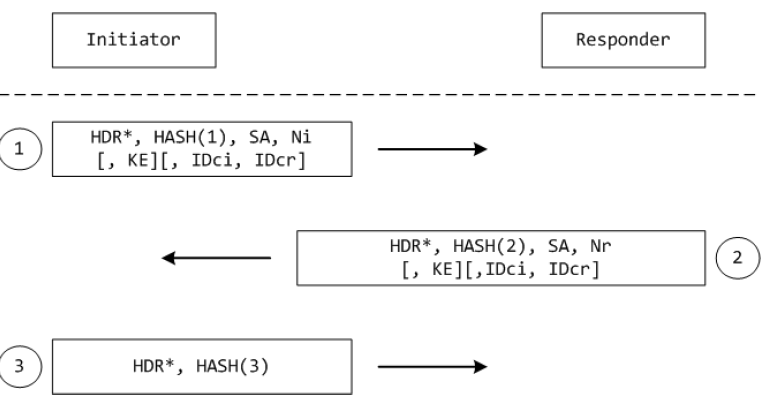 Initiator
Responder
1
HDR*, HASH(1), SA, Ni
[, KE][, IDci, IDcr]
HDR*, HASH(2), SA, Nr
[, KE][,IDci, IDcr]
2
3
HDR*, HASH(3)